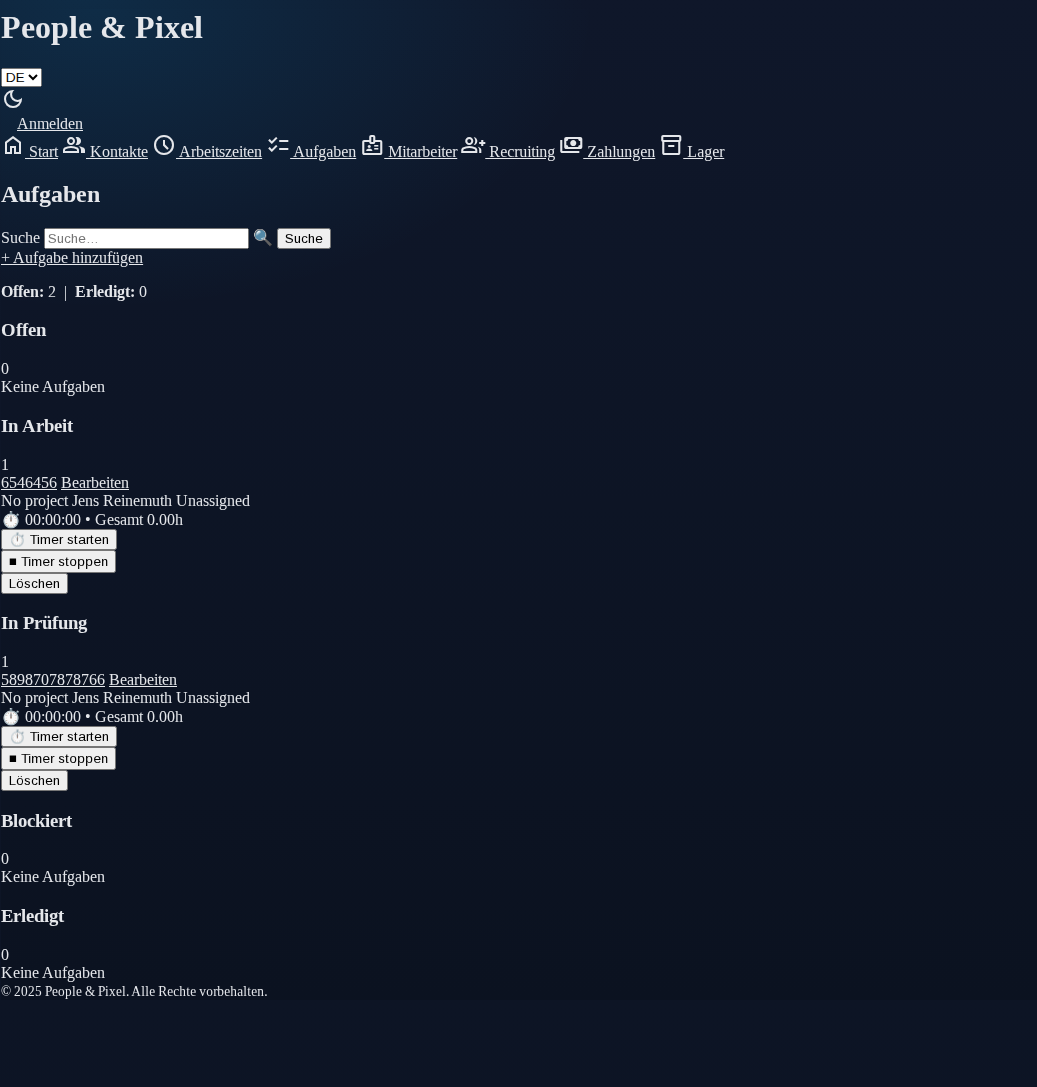 People & Pixel
DE
Anmelden
Start Kontakte Arbeitszeiten Aufgaben Mitarbeiter Recruiting Zahlungen Lager
Aufgaben
Suche Suche… 🔍 Suche
+ Aufgabe hinzufügen
Offen: 2 | Erledigt: 0
Offen
0
Keine Aufgaben
In Arbeit
1
6546456 Bearbeiten
No project Jens Reinemuth Unassigned
⏱️ 00:00:00 • Gesamt 0.00h
⏱️ Timer starten
■ Timer stoppen
Löschen
In Prüfung
1
5898707878766 Bearbeiten
No project Jens Reinemuth Unassigned
⏱️ 00:00:00 • Gesamt 0.00h
⏱️ Timer starten
■ Timer stoppen
Löschen
Blockiert
0
Keine Aufgaben
Erledigt
0
Keine Aufgaben
© 2025 People & Pixel. Alle Rechte vorbehalten.